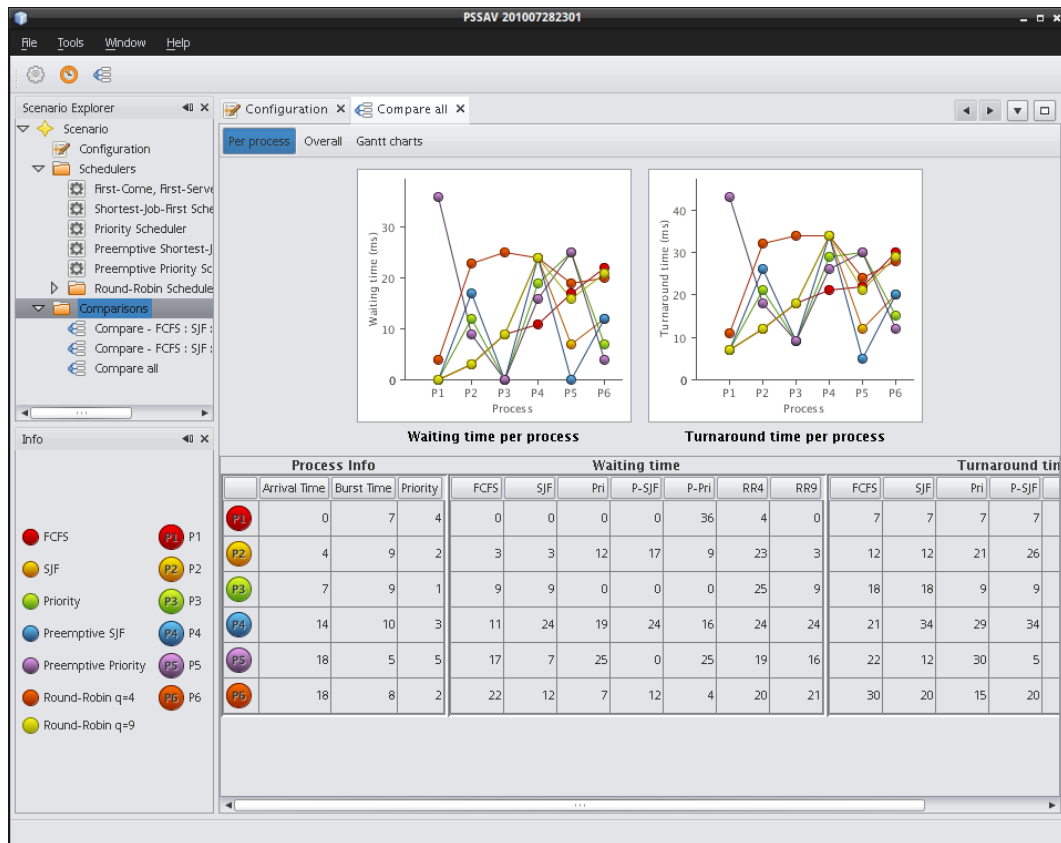 PSSAV 201007282301
File Tools Window Help
Scenario Explorer
Scenario
Configuration
Schedulers
First-Come, First-Serve
Shortest-Job-First Sche
Priority Scheduler
Preemptive Shortest-J
Preemptive Priority Sc
Round-Robin Schedule
Comparisons
Compare - FCFS : SJF :
Compare - FCFS : SJF :
Compare all
Info
FCFS P1 P1
SJF P2 P2
Priority P3 P3
Preemptive SJF P4 P4
Preemptive Priority P5 P5
Round-Robin q=4 P6 P6
Round-Robin q=9
Configuration Compare all
Per process Overall Gantt charts
Waiting time (ms)
30
20
10
0
P1 P2 P3 P4 P5 P6
Process
Waiting time per process
Turnaround time (ms)
40
30
20
10
0
P1 P2 P3 P4 P5 P6
Process
Turnaround time per process
Process Info Waiting time Turnaround tin
Arrival Time Burst Time Priority FCFS SJF Pri P-SJF P-Pri RR4 RR9 FCFS SJF Pri P-SJF
P1 0 7 4 0 0 0 0 36 4 0 7 7 7 7
P2 4 9 2 3 3 12 17 9 23 3 12 12 21 26
P3 7 9 1 9 9 0 0 0 25 9 18 18 9 9
P4 14 10 3 11 24 19 24 16 24 24 21 34 29 34
P5 18 5 5 17 7 25 0 25 19 16 22 12 30 5
P6 18 8 2 22 12 7 12 4 20 21 30 20 15 20